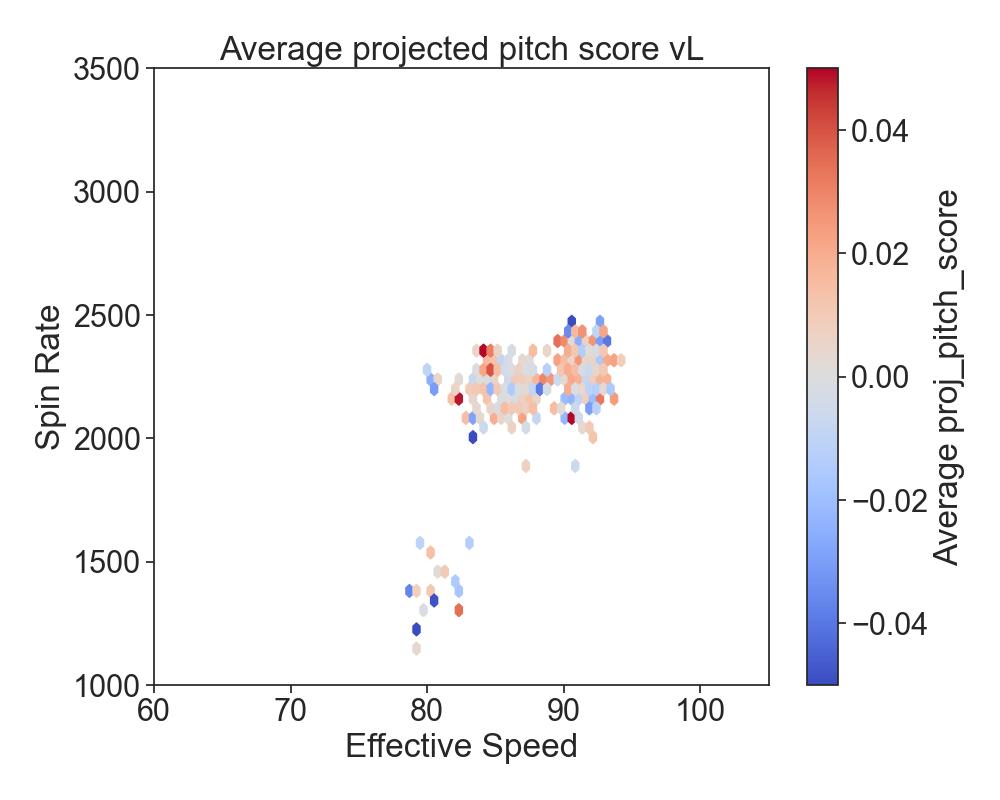 Average projected pitch score vL
3500
3000
2500
2000
1500
1000
Spin Rate
60 70 80 90 100
Effective Speed
0.04
0.02
0.00
−0.02
−0.04
Average proj_pitch_score